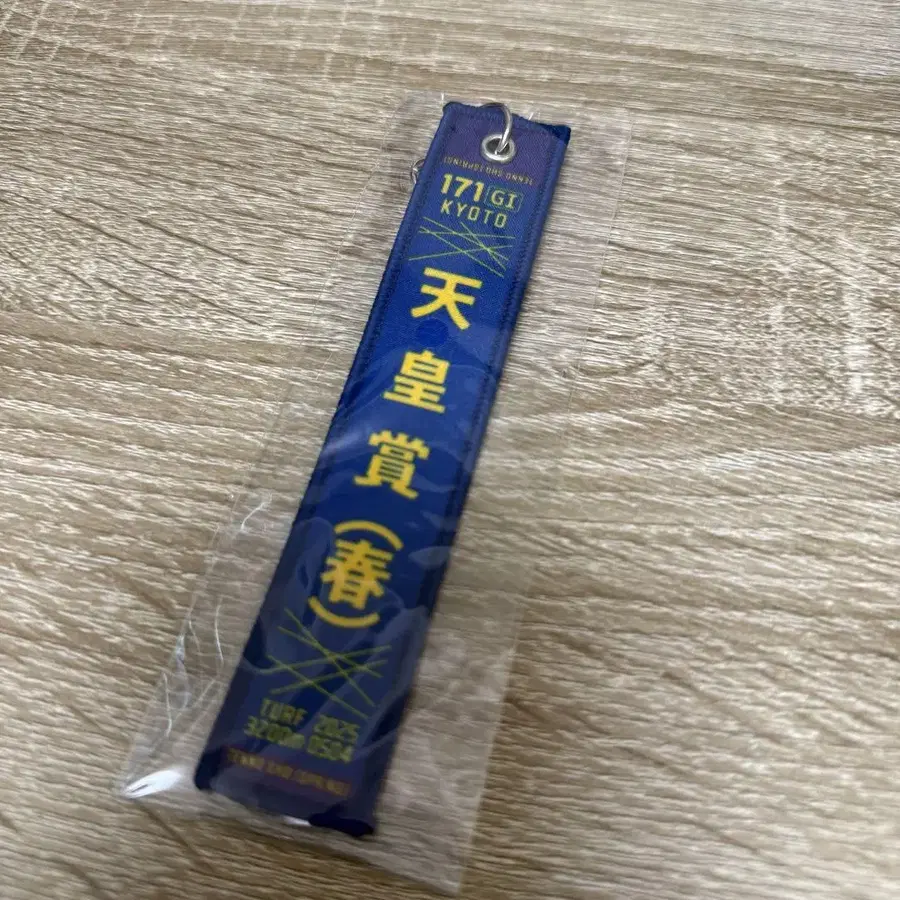 TENNO SHO (SPRING)
171 GI
KYOTO
天皇賞(春)
TURF 2025
3200m 0504
TENNO SHO (SPRING)